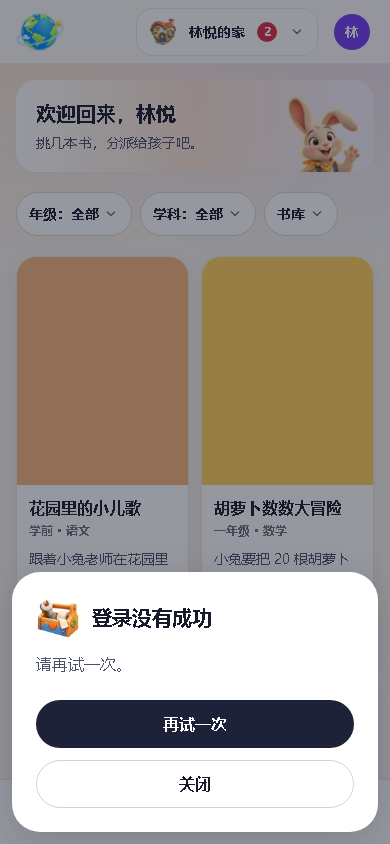 林悦的家 2 林
欢迎回来，林悦
挑几本书，分派给孩子吧。
年级：全部 学科：全部 书库
花园里的小儿歌
学前·语文
跟着小兔老师在花园里
胡萝卜数数大冒险
一年级·数学
小兔要把 20 根胡萝卜
登录没有成功
请再试一次。
再试一次
关闭